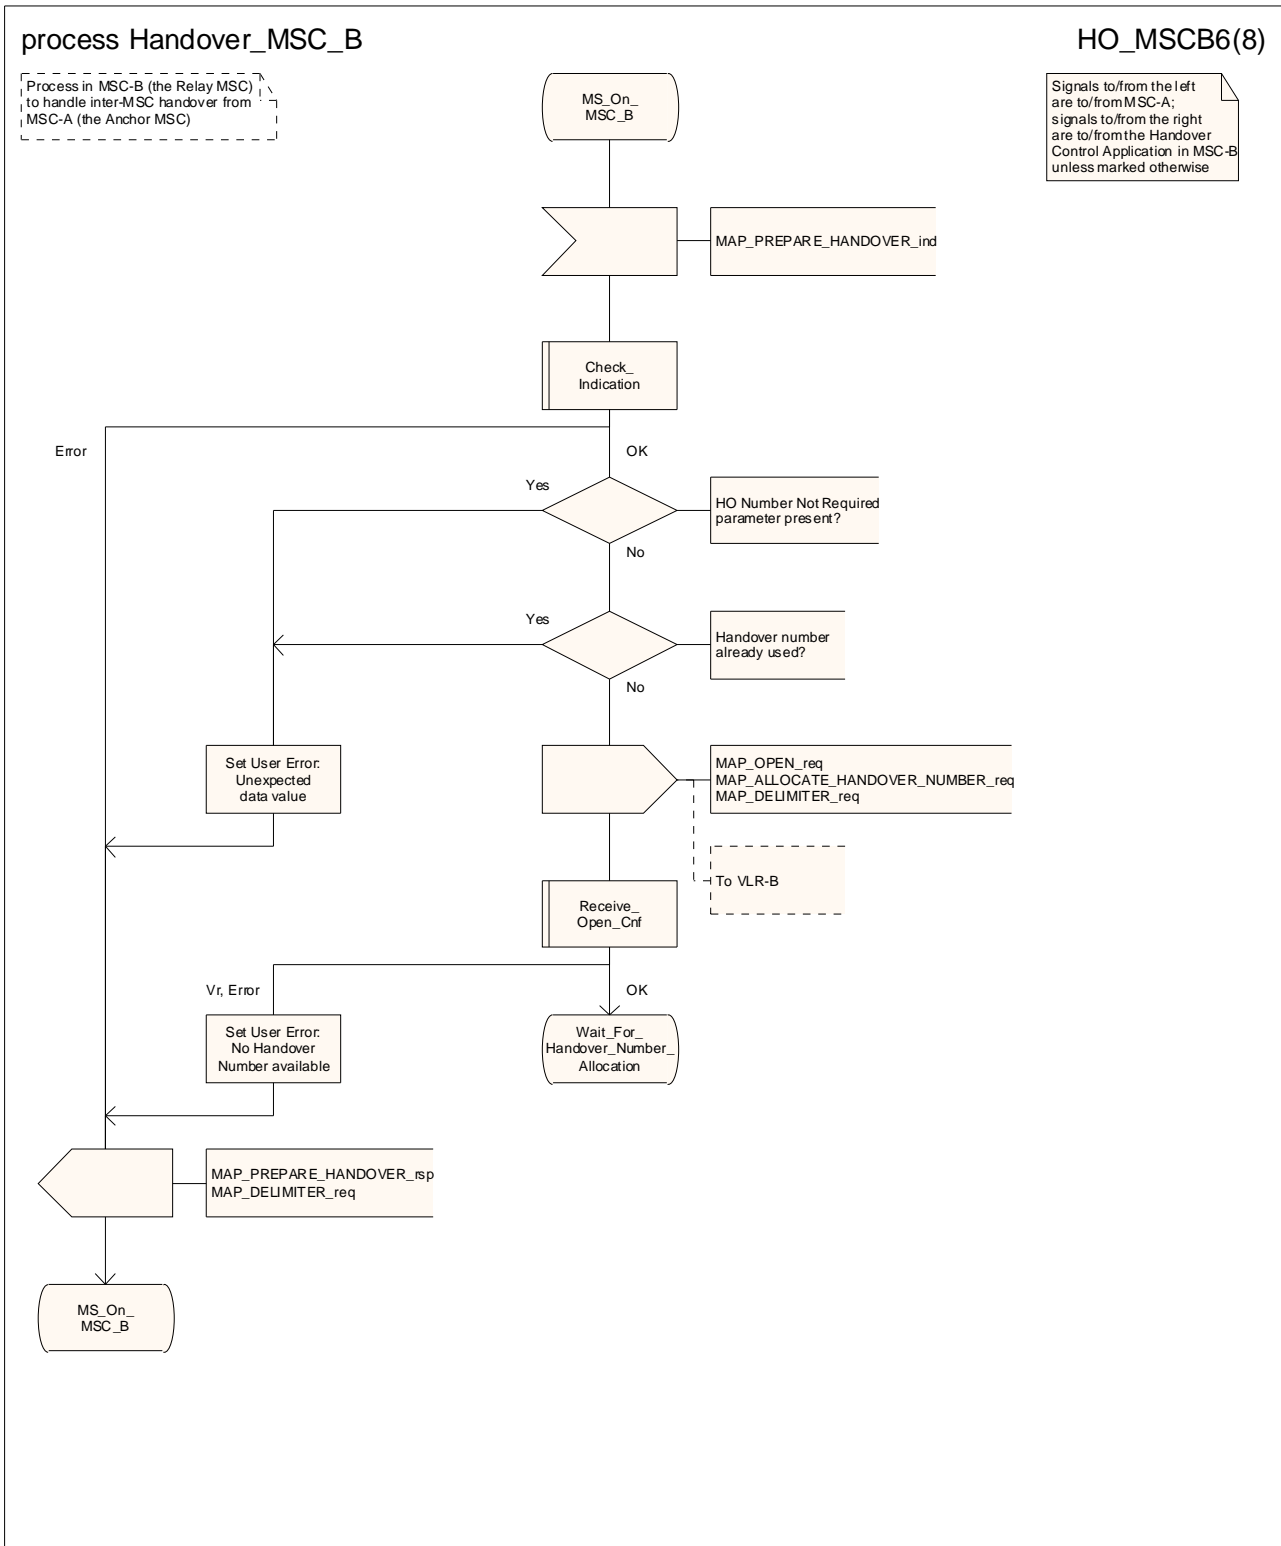 process Handover_MSC_B
HO_MSCB6(8)
Process in MSC-B (the Relay MSC)
to handle inter-MSC handover from
MSC-A (the Anchor MSC)
MS_On_
MSC_B
Signals to/from the left
are to/from MSC-A;
signals to/from the right
are to/from the Handover
Control Application in MSC-B
unless marked otherwise
MAP_PREPARE_HANDOVER_ind
Check_
Indication
Error
OK
Yes
HO Number Not Required
parameter present?
No
Yes
Handover number
already used?
No
Set User Error:
Unexpected
data value
MAP_OPEN_req
MAP_ALLOCATE_HANDOVER_NUMBER_req
MAP_DELIMITER_req
To VLR-B
Receive_
Open_Cnf
Vr, Error
OK
Set User Error:
No Handover
Number available
Wait_For_
Handover_Number_
Allocation
MAP_PREPARE_HANDOVER_rsp
MAP_DELIMITER_req
MS_On_
MSC_B